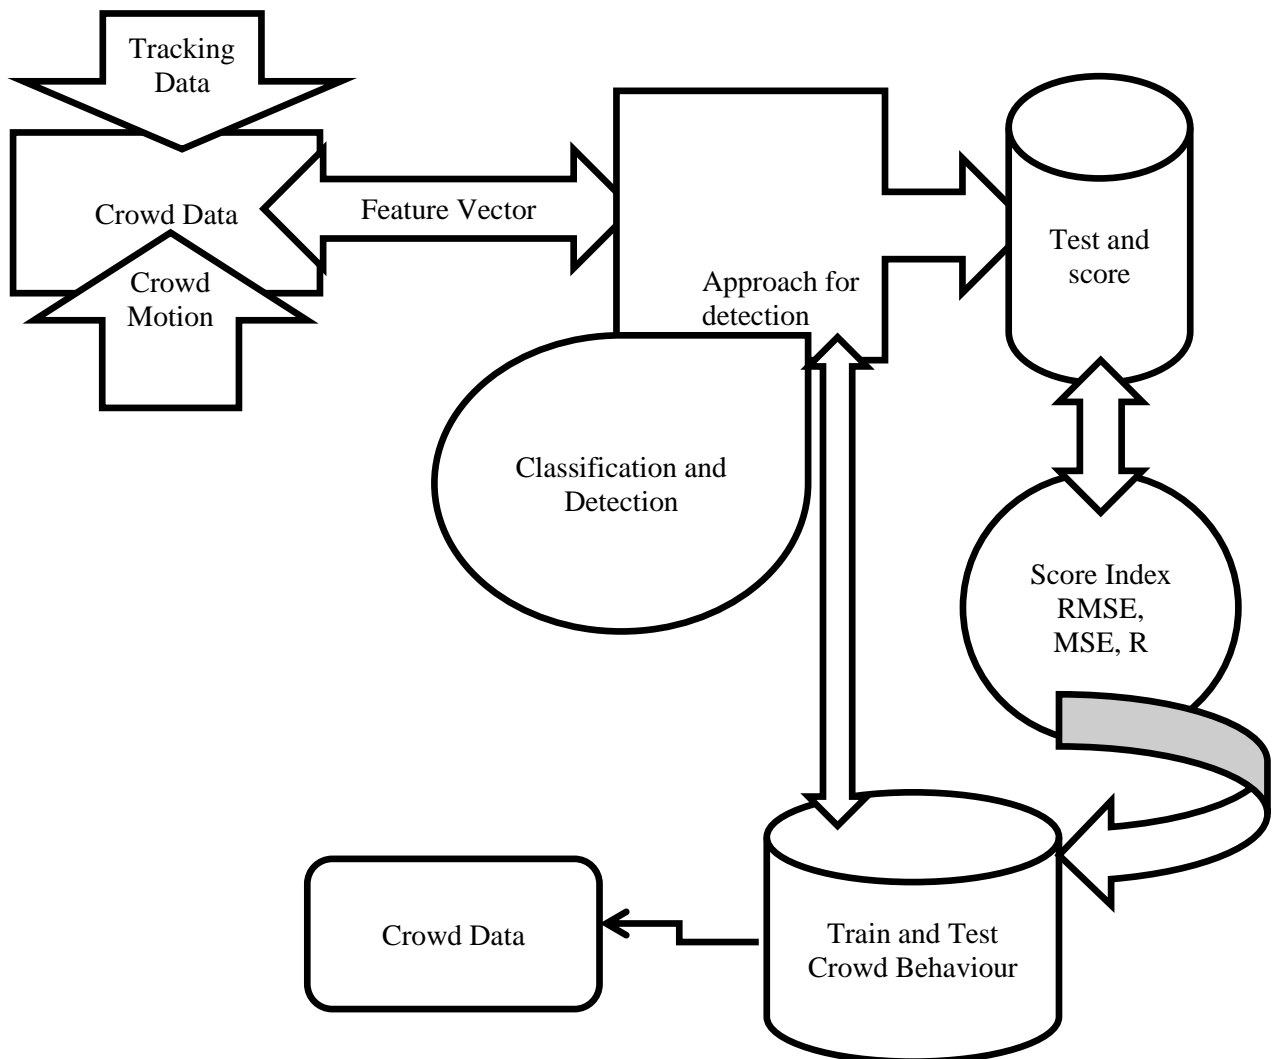 Tracking
Data
Crowd Data
Crowd
Motion
Feature Vector
Approach for
detection
Test and
score
Classification and
Detection
Score Index
RMSE,
MSE, R
Crowd Data
Train and Test
Crowd Behaviour